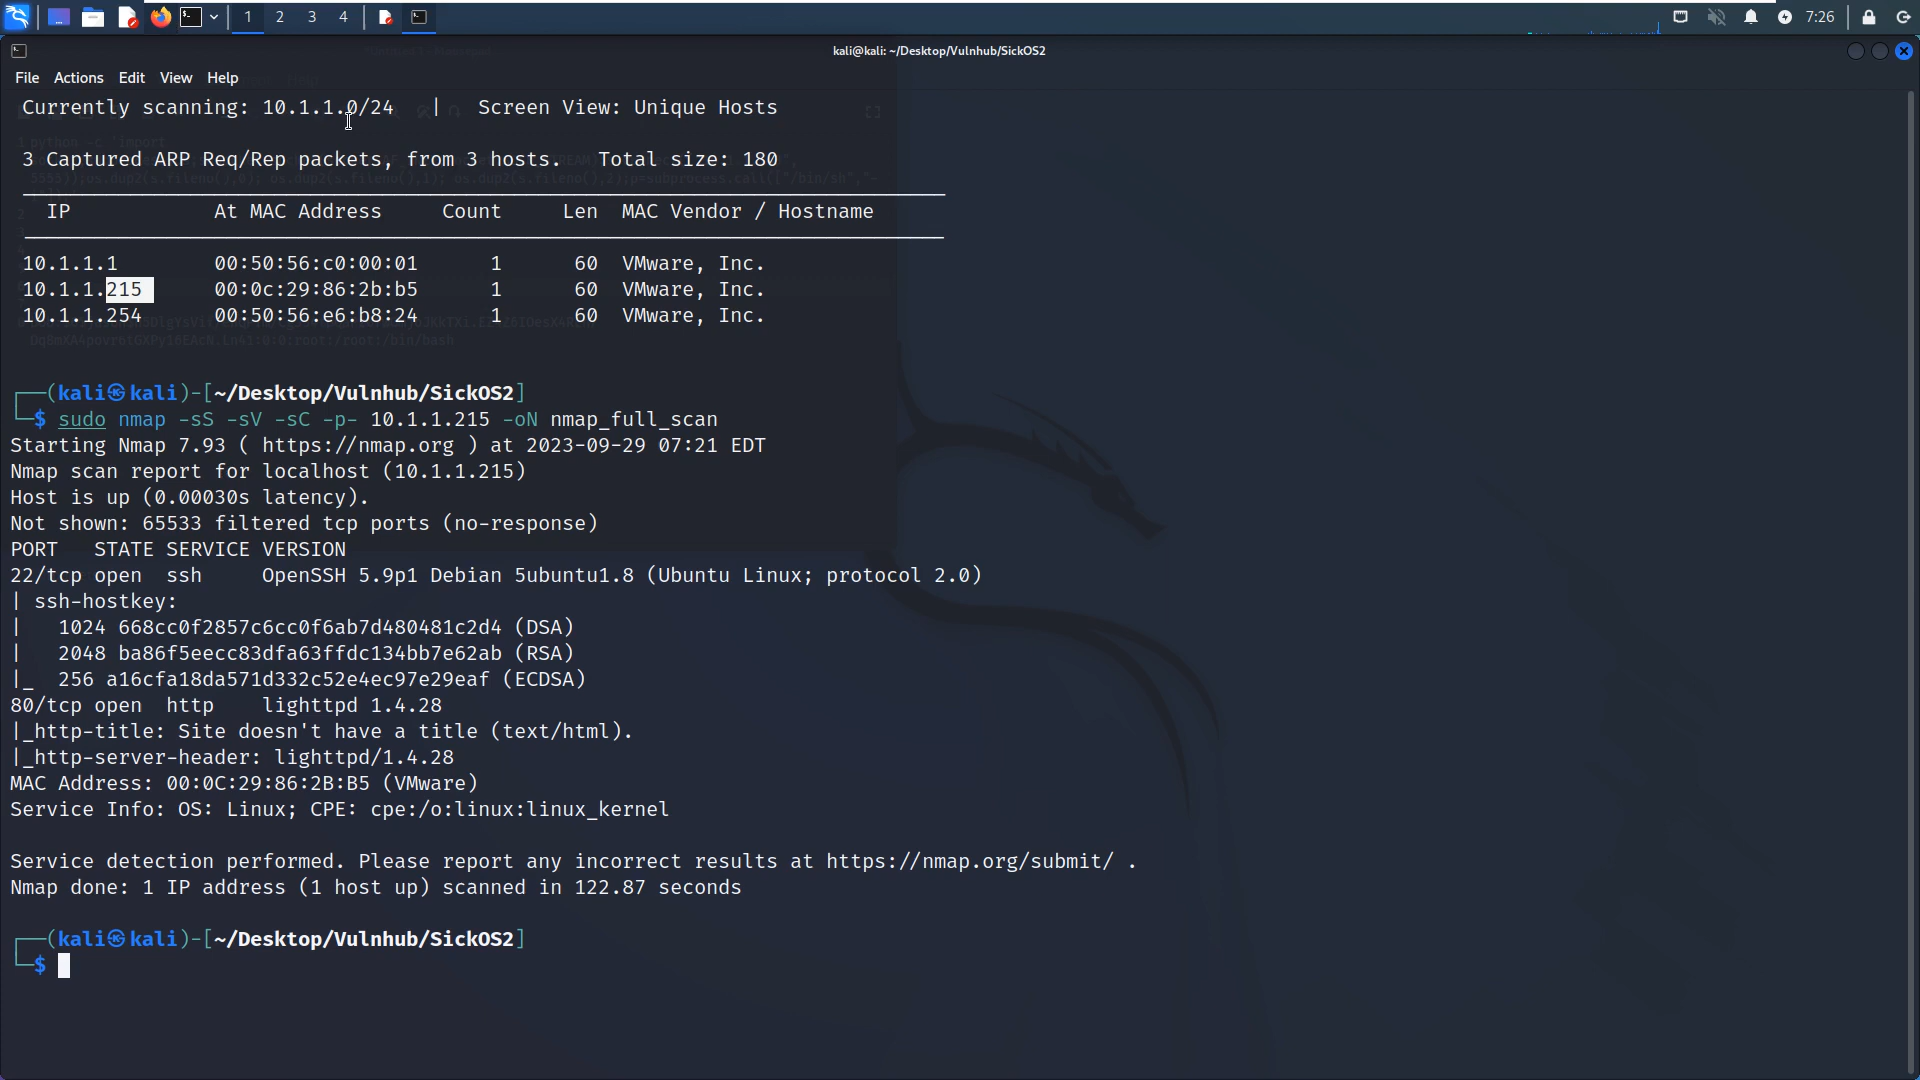 1 2 3 4 7:26
kali@kali: ~/Desktop/Vulnhub/SickOS2
File Actions Edit View Help
Currently scanning: 10.1.1.0/24 | Screen View: Unique Hosts
3 Captured ARP Req/Rep packets, from 3 hosts. Total size: 180
IP At MAC Address Count Len MAC Vendor / Hostname
10.1.1.1 00:50:56:c0:00:01 1 60 VMware, Inc.
10.1.1.215 00:0c:29:86:2b:b5 1 60 VMware, Inc.
10.1.1.254 00:50:56:e6:b8:24 1 60 VMware, Inc.
┌──(kali㉿kali)-[~/Desktop/Vulnhub/SickOS2]
└─$ sudo nmap -sS -sV -sC -p- 10.1.1.215 -oN nmap_full_scan
Starting Nmap 7.93 ( https://nmap.org ) at 2023-09-29 07:21 EDT
Nmap scan report for localhost (10.1.1.215)
Host is up (0.00030s latency).
Not shown: 65533 filtered tcp ports (no-response)
PORT STATE SERVICE VERSION
22/tcp open ssh OpenSSH 5.9p1 Debian 5ubuntu1.8 (Ubuntu Linux; protocol 2.0)
| ssh-hostkey:
| 1024 668cc0f2857c6cc0f6ab7d480481c2d4 (DSA)
| 2048 ba86f5eecc83dfa63ffdc134bb7e62ab (RSA)
|_ 256 a16cfa18da571d332c52e4ec97e29eaf (ECDSA)
80/tcp open http lighttpd 1.4.28
|_http-title: Site doesn't have a title (text/html).
|_http-server-header: lighttpd/1.4.28
MAC Address: 00:0C:29:86:2B:B5 (VMware)
Service Info: OS: Linux; CPE: cpe:/o:linux:linux_kernel
Service detection performed. Please report any incorrect results at https://nmap.org/submit/ .
Nmap done: 1 IP address (1 host up) scanned in 122.87 seconds
┌──(kali㉿kali)-[~/Desktop/Vulnhub/SickOS2]
└─$